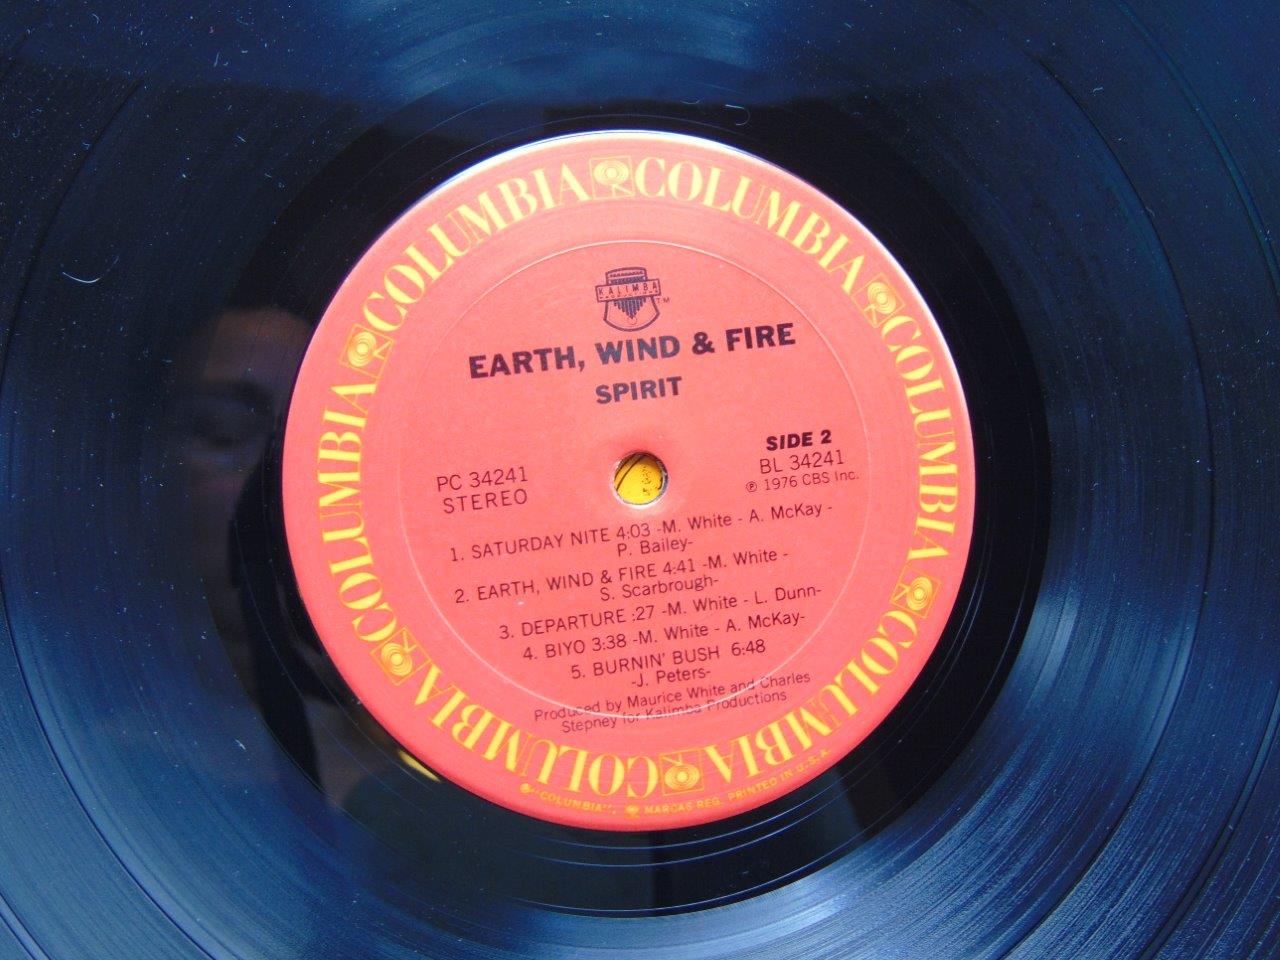 COLUMBIA COLUMBIA COLUMBIA COLUMBIA COLUMBIA COLUMBIA
KALIMBA
PRODUCTIONS
TM
EARTH, WIND & FIRE
SPIRIT
SIDE 2
PC 34241
BL 34241
STEREO
℗ 1976 CBS Inc.
1. SATURDAY NITE 4:03 -M. White - A. McKay -
P. Bailey-
2. EARTH, WIND & FIRE 4:41 -M. White -
S. Scarbrough-
3. DEPARTURE :27 -M. White - L. Dunn-
4. BIYO 3:38 -M. White - A. McKay-
5. BURNIN' BUSH 6:48
-J. Peters-
Produced by Maurice White and Charles
Stepney for Kalimba Productions
® "COLUMBIA", MARCAS REG. PRINTED IN U.S.A.